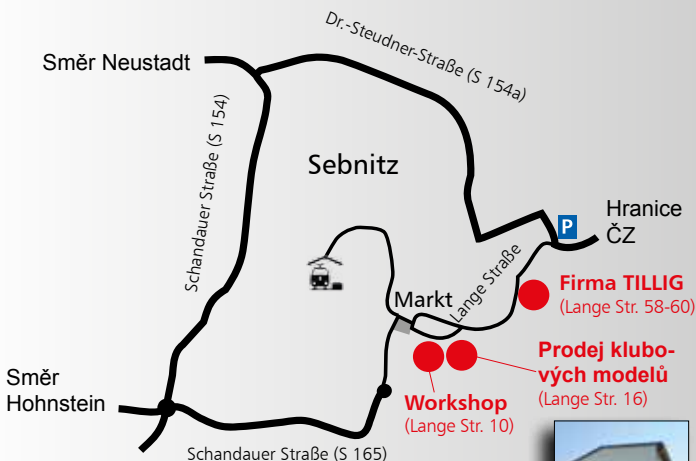 Dr.-Steudner-Straße (S 154a)
Směr Neustadt
Schandauer Straße (S 154)
Sebnitz
P
Hranice
ČZ
Lange Straße
Markt
Firma TILLIG
(Lange Str. 58-60)
Prodej klubo-
vých modelů
(Lange Str. 16)
Workshop
(Lange Str. 10)
Směr
Hohnstein
Schandauer Straße (S 165)